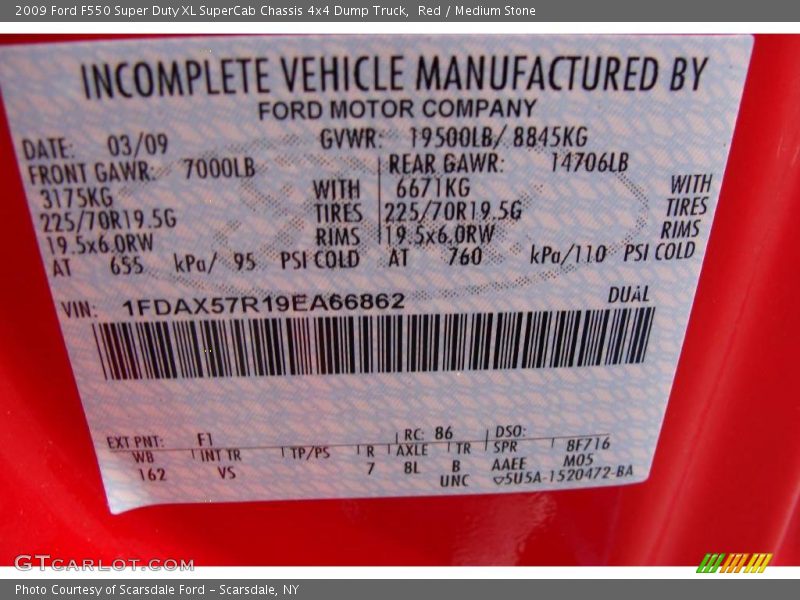 2009 Ford F550 Super Duty XL SuperCab Chassis 4x4 Dump Truck,  Red / Medium Stone
INCOMPLETE VEHICLE MANUFACTURED BY
FORD MOTOR COMPANY
DATE: 03/09 GVWR: 19500LB/ 8845KG
FRONT GAWR: 7000LB REAR GAWR: 14706LB
3175KG WITH 6671KG WITH
225/70R19.5G TIRES 225/70R19.5G TIRES
19.5x6.0RW RIMS 19.5x6.0RW RIMS
AT 655 kPa/ 95 PSI COLD AT 760 kPa/110 PSI COLD
VIN: 1FDAX57R19EA66862 DUAL
EXT PNT: F1 RC: 86 DSO:
WB INT TR TP/PS R AXLE TR SPR 8F716
162 VS 7 8L B AAEE M05
UNC 5U5A-1520472-BA
GTCARLOT.COM
Photo Courtesy of Scarsdale Ford - Scarsdale, NY